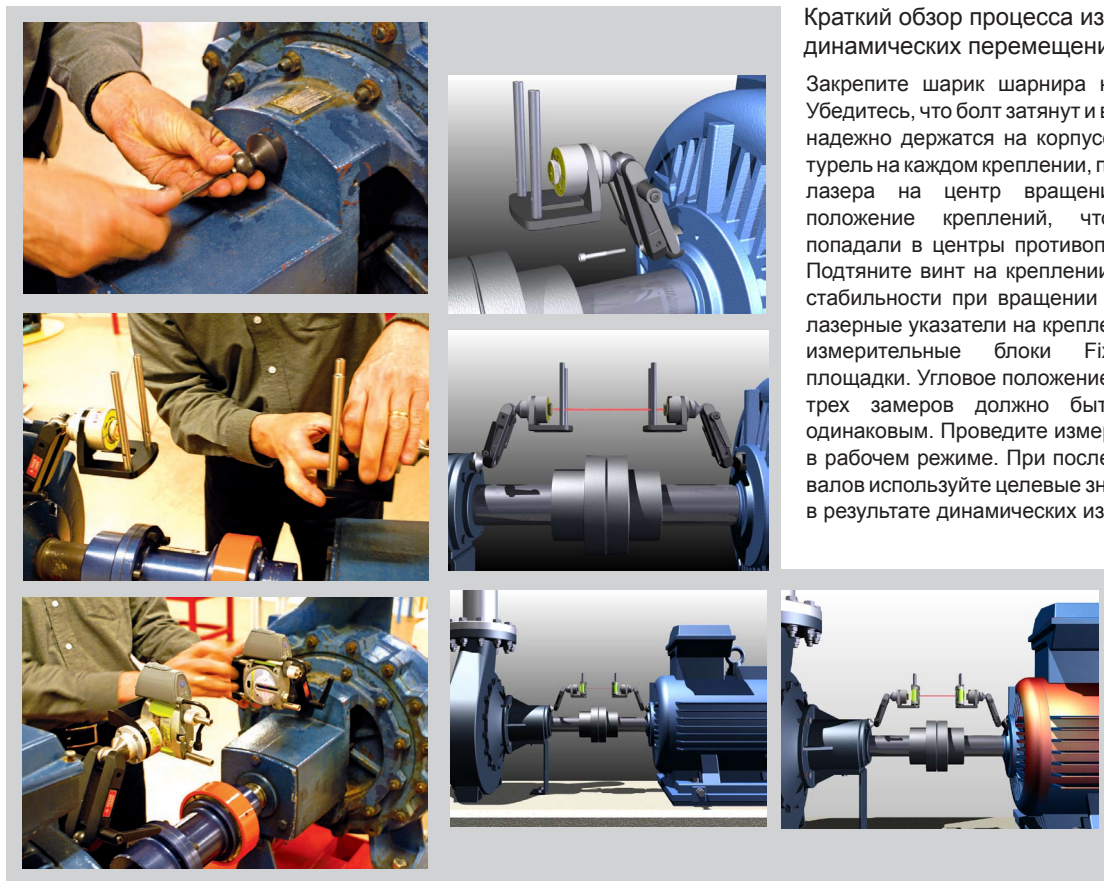 Краткий обзор процесса из
динамических перемещени
Закрепите шарик шарнира н
Убедитесь, что болт затянут и в
надежно держатся на корпусе
турель на каждом креплении, п
лазера на центр вращени
положение креплений, что
попадали в центры противоп
Подтяните винт на креплении
стабильности при вращении
лазерные указатели на крепле
измерительные блоки Fix
площадки. Угловое положение
трех замеров должно быт
одинаковым. Проведите измер
в рабочем режиме. При после
валов используйте целевые зн
в результате динамических из